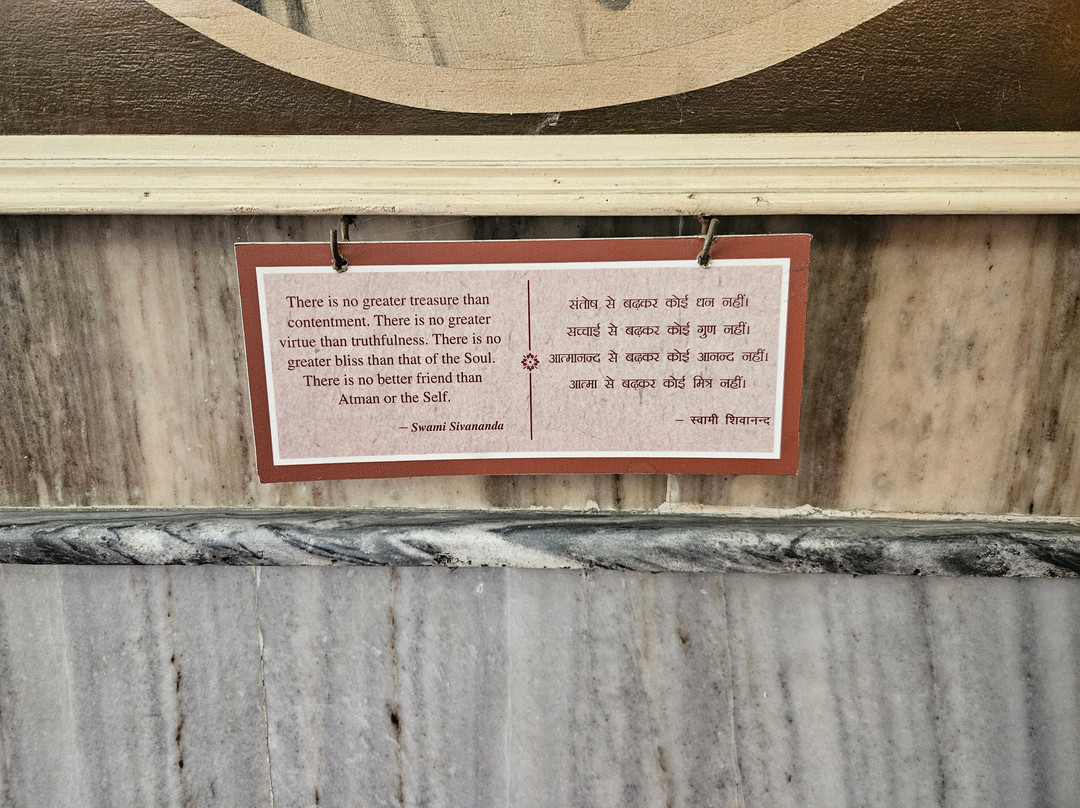 There is no greater treasure than
contentment. There is no greater
virtue than truthfulness. There is no
greater bliss than that of the Soul.
There is no better friend than
Atman or the Self.
– Swami Sivananda
संतोष से बढ़कर कोई धन नहीं।
सच्चाई से बढ़कर कोई गुण नहीं।
आत्मानन्द से बढ़कर कोई आनन्द नहीं।
आत्मा से बढ़कर कोई मित्र नहीं।
– स्वामी शिवानन्द